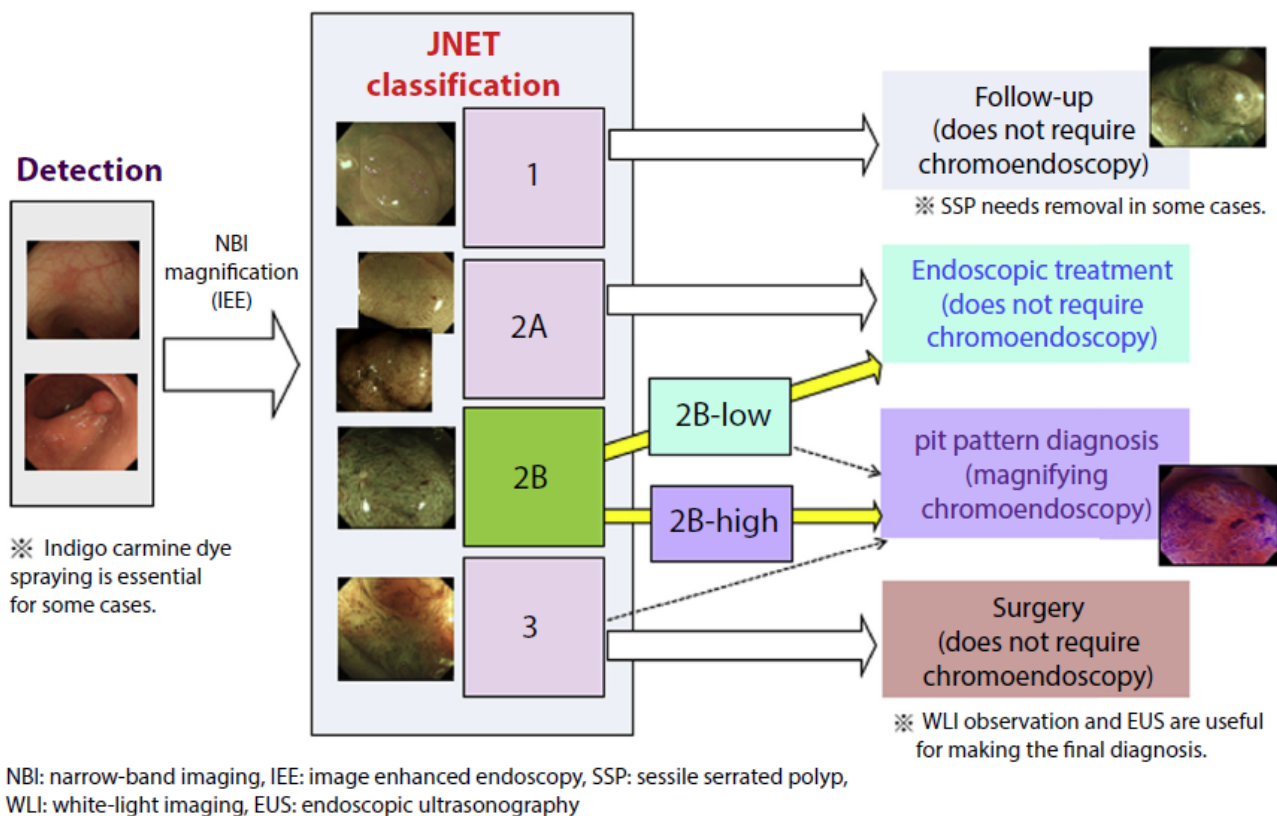 JNET
classification
Detection
NBI
magnification
(IEE)
※ Indigo carmine dye
spraying is essential
for some cases.
1
2A
2B
3
2B-low
2B-high
Follow-up
(does not require
chromoendoscopy)
※ SSP needs removal in some cases.
Endoscopic treatment
(does not require
chromoendoscopy)
pit pattern diagnosis
(magnifying
chromoendoscopy)
Surgery
(does not require
chromoendoscopy)
※ WLI observation and EUS are useful
for making the final diagnosis.
NBI: narrow-band imaging, IEE: image enhanced endoscopy, SSP: sessile serrated polyp,
WLI: white-light imaging, EUS: endoscopic ultrasonography